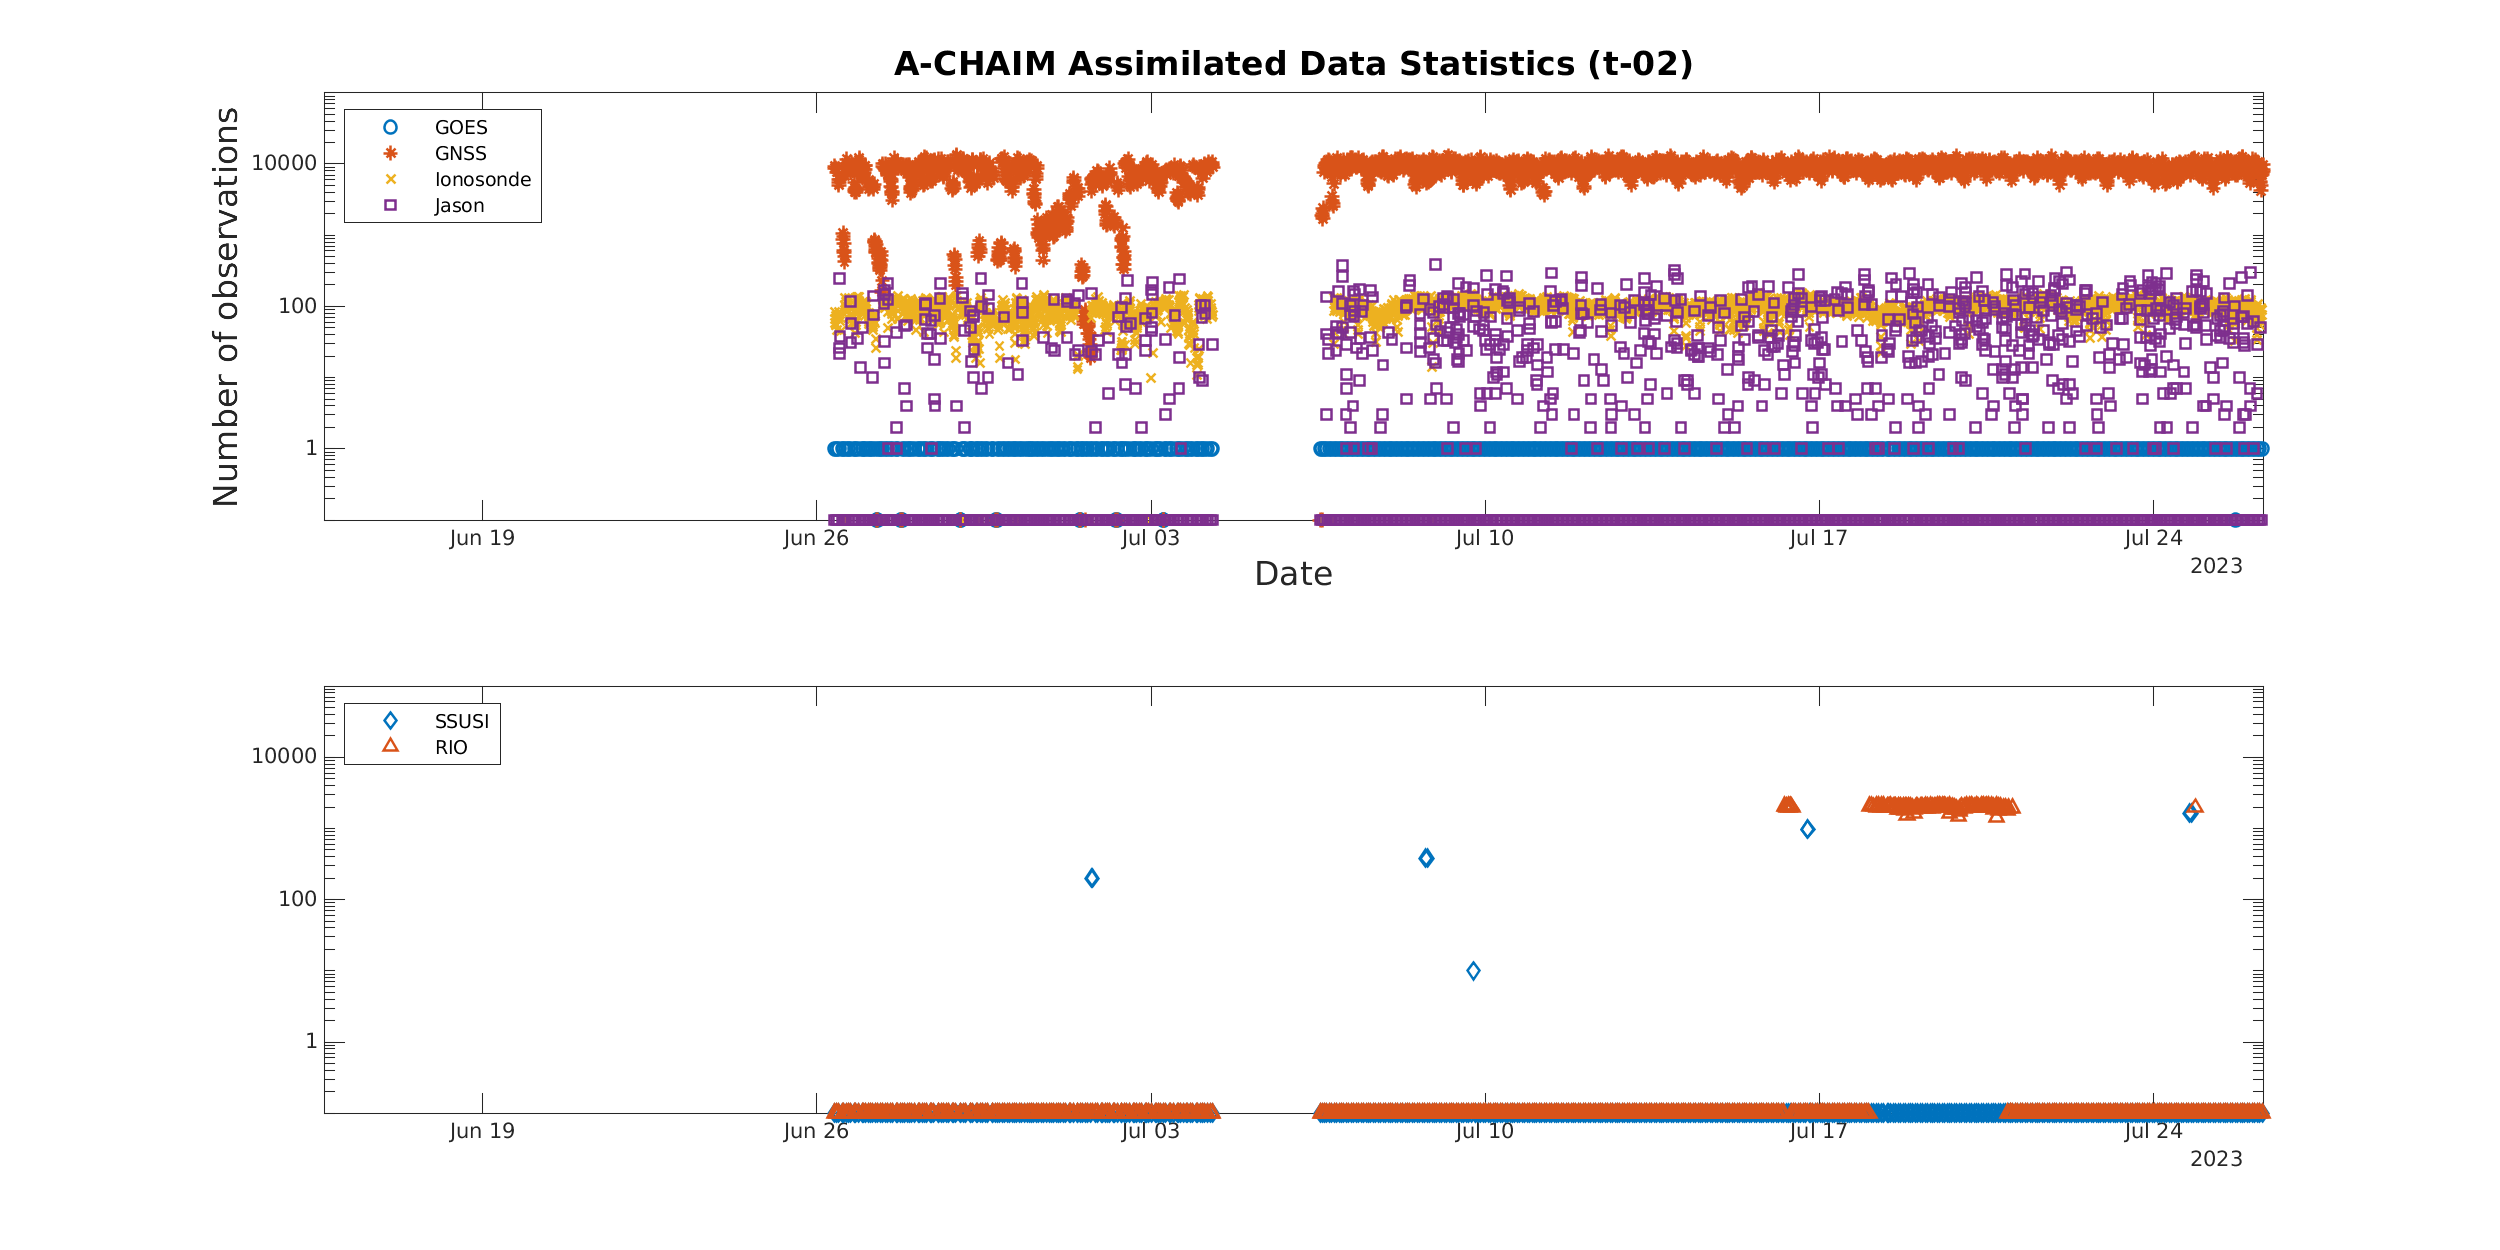 A-CHAIM Assimilated Data Statistics (t-02)
Number of observations
10000
100
1
GOES
GNSS
Ionosonde
Jason
Jun 19 Jun 26 Jul 03 Jul 10 Jul 17 Jul 24
2023
Date
10000
100
1
SSUSI
RIO
Jun 19 Jun 26 Jul 03 Jul 10 Jul 17 Jul 24
2023